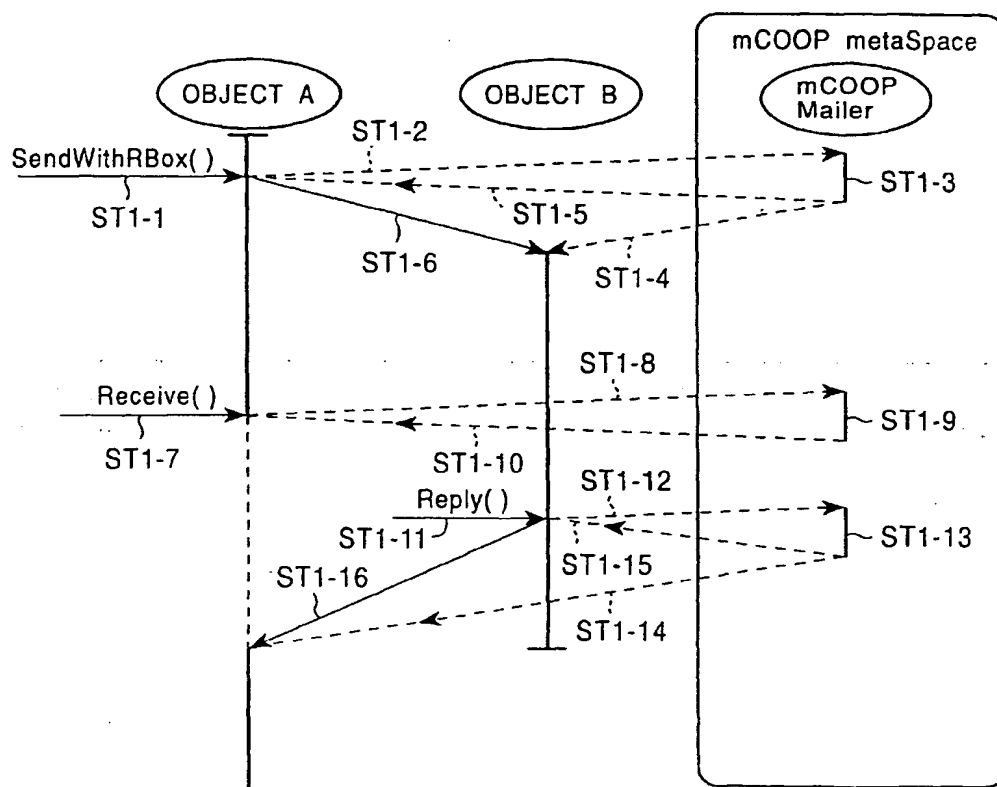 mCOOP metaSpace
OBJECT A
OBJECT B
mCOOP
Mailer
ST1-2
SendWithRBox()
ST1-3
ST1-1
ST1-5
ST1-6
ST1-4
ST1-8
Receive()
ST1-9
ST1-7
ST1-10
ST1-12
Reply()
ST1-11
ST1-13
ST1-15
ST1-16
ST1-14